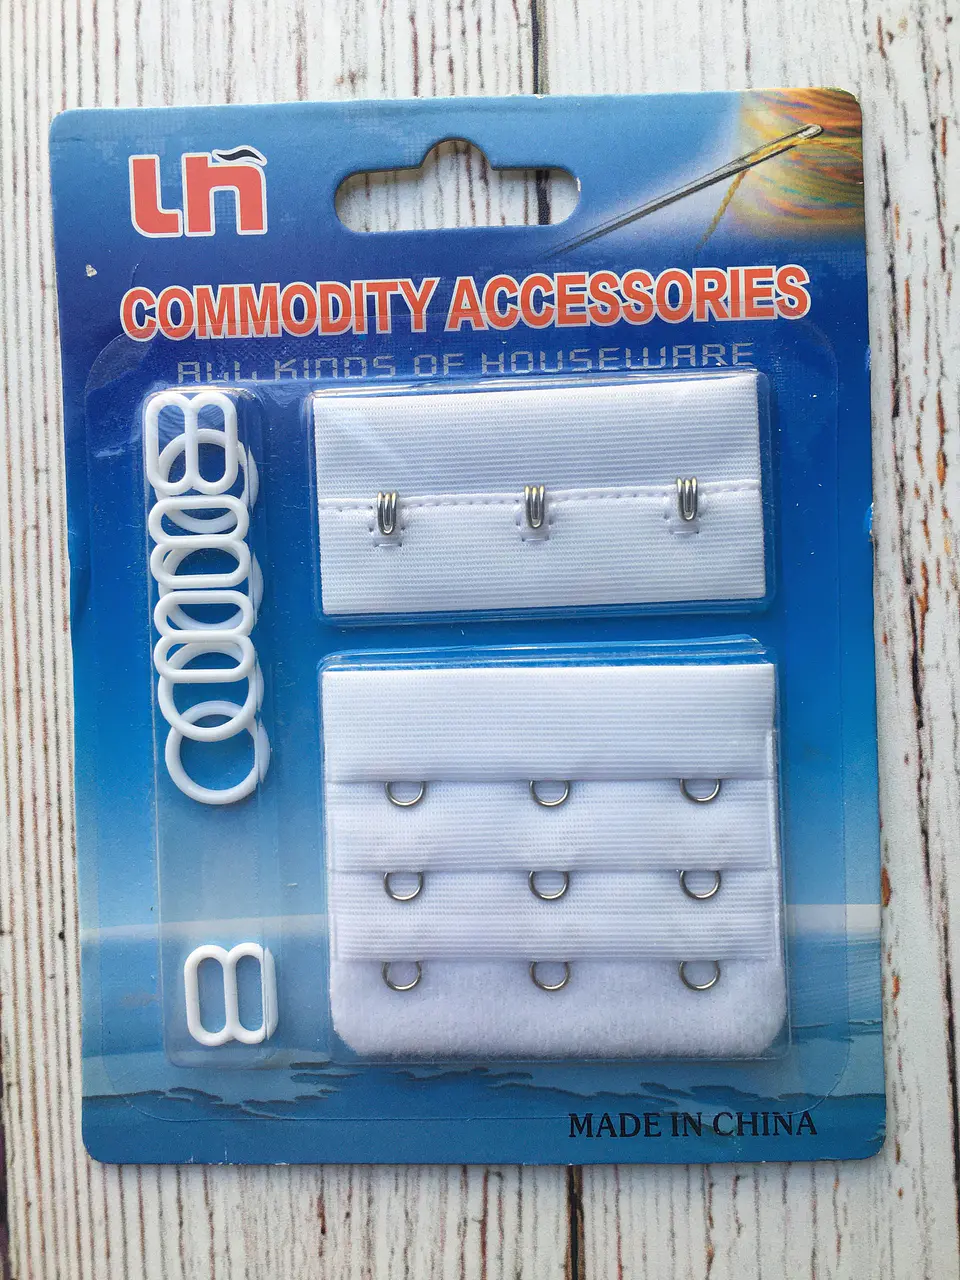 Lñ
COMMODITY ACCESSORIES
ALL KINDS OF HOUSEWARE
MADE IN CHINA